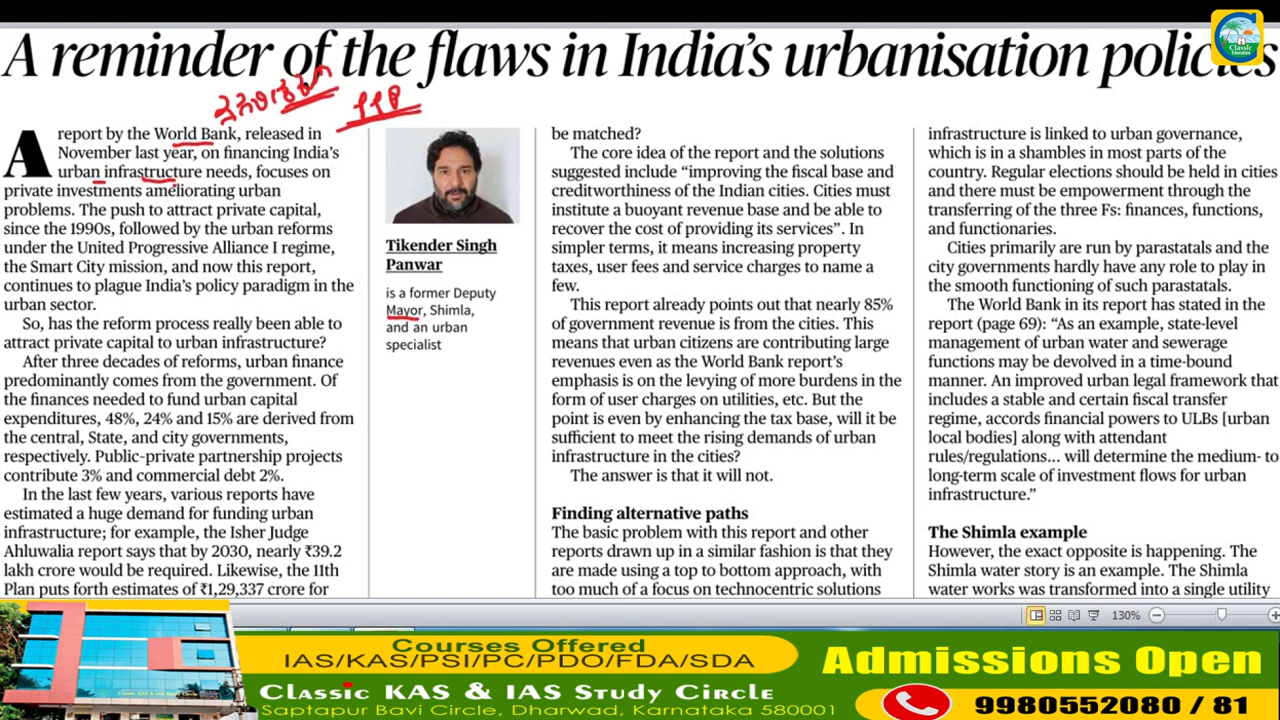 A reminder of the flaws in India's urbanisation policies
Classic
Education
A report by the World Bank, released in
November last year, on financing India's
urban infrastructure needs, focuses on
private investments ameliorating urban
problems. The push to attract private capital,
since the 1990s, followed by the urban reforms
under the United Progressive Alliance I regime,
the Smart City mission, and now this report,
continues to plague India's policy paradigm in the
urban sector.
So, has the reform process really been able to
attract private capital to urban infrastructure?
After three decades of reforms, urban finance
predominantly comes from the government. Of
the finances needed to fund urban capital
expenditures, 48%, 24% and 15% are derived from
the central, State, and city governments,
respectively. Public-private partnership projects
contribute 3% and commercial debt 2%.
In the last few years, various reports have
estimated a huge demand for funding urban
infrastructure; for example, the Isher Judge
Ahluwalia report says that by 2030, nearly ₹39.2
lakh crore would be required. Likewise, the 11th
Plan puts forth estimates of ₹1,29,337 crore for
Tikender Singh
Panwar
is a former Deputy
Mayor, Shimla,
and an urban
specialist
be matched?
The core idea of the report and the solutions
suggested include “improving the fiscal base and
creditworthiness of the Indian cities. Cities must
institute a buoyant revenue base and be able to
recover the cost of providing its services”. In
simpler terms, it means increasing property
taxes, user fees and service charges to name a
few.
This report already points out that nearly 85%
of government revenue is from the cities. This
means that urban citizens are contributing large
revenues even as the World Bank report's
emphasis is on the levying of more burdens in the
form of user charges on utilities, etc. But the
point is even by enhancing the tax base, will it be
sufficient to meet the rising demands of urban
infrastructure in the cities?
The answer is that it will not.
Finding alternative paths
The basic problem with this report and other
reports drawn up in a similar fashion is that they
are made using a top to bottom approach, with
too much of a focus on technocentric solutions
infrastructure is linked to urban governance,
which is in a shambles in most parts of the
country. Regular elections should be held in cities
and there must be empowerment through the
transferring of the three Fs: finances, functions,
and functionaries.
Cities primarily are run by parastatals and the
city governments hardly have any role to play in
the smooth functioning of such parastatals.
The World Bank in its report has stated in the
report (page 69): “As an example, state-level
management of urban water and sewerage
functions may be devolved in a time-bound
manner. An improved urban legal framework that
includes a stable and certain fiscal transfer
regime, accords financial powers to ULBs [urban
local bodies] along with attendant
rules/regulations... will determine the medium- to
long-term scale of investment flows for urban
infrastructure.”
The Shimla example
However, the exact opposite is happening. The
Shimla water story is an example. The Shimla
water works was transformed into a single utility
130%
Courses Offered
IAS/KAS/PSI/PC/PDO/FDA/SDA
Classic KAS & IAS Study Circle
Saptapur Bavi Circle, Dharwad, Karnataka 580001
Admissions Open
9980552080 / 81